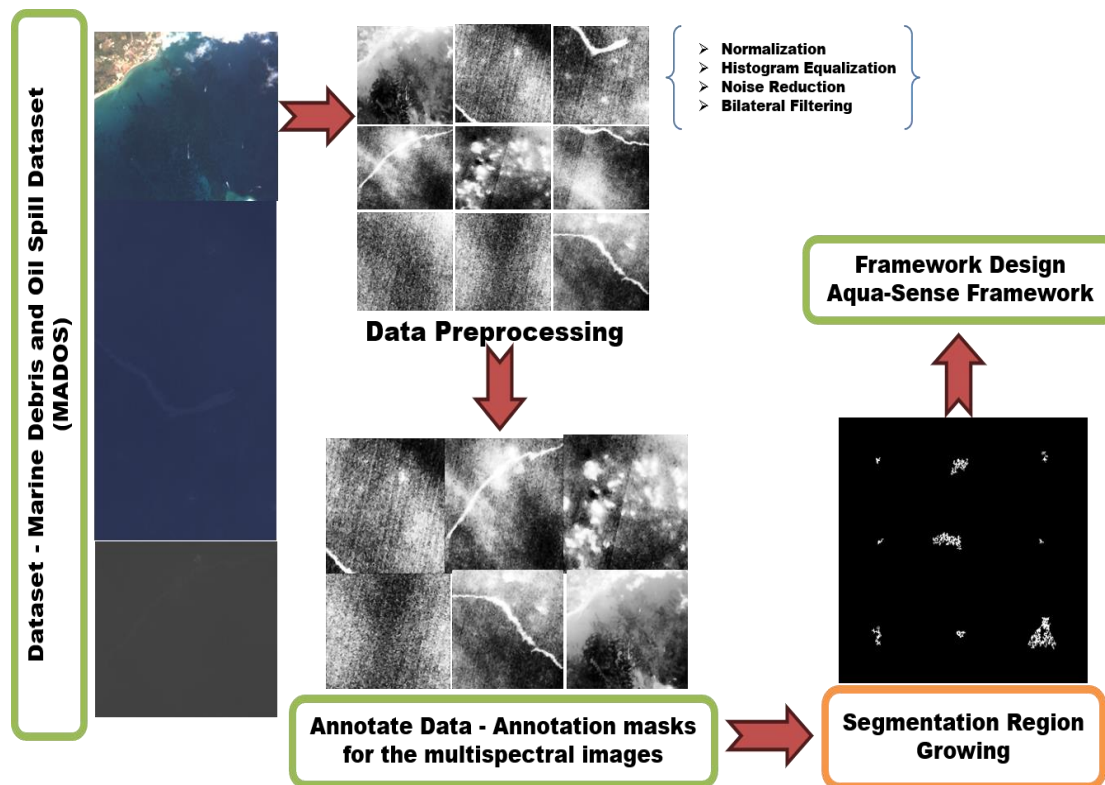 Dataset - Marine Debris and Oil Spill Dataset
(MADOS)
➢ Normalization
➢ Histogram Equalization
➢ Noise Reduction
➢ Bilateral Filtering
Data Preprocessing
Annotate Data - Annotation masks
for the multispectral images
Segmentation Region
Growing
Framework Design
Aqua-Sense Framework